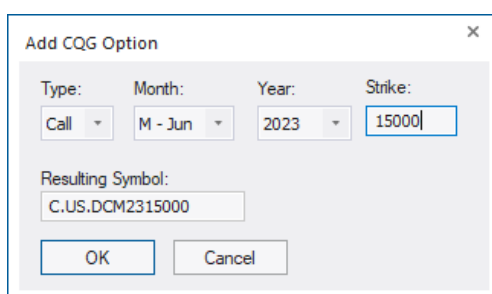 Add CQG Option
Type: Month: Year: Strike:
Call M - Jun 2023 15000
Resulting Symbol:
C.US.DCM2315000
OK Cancel